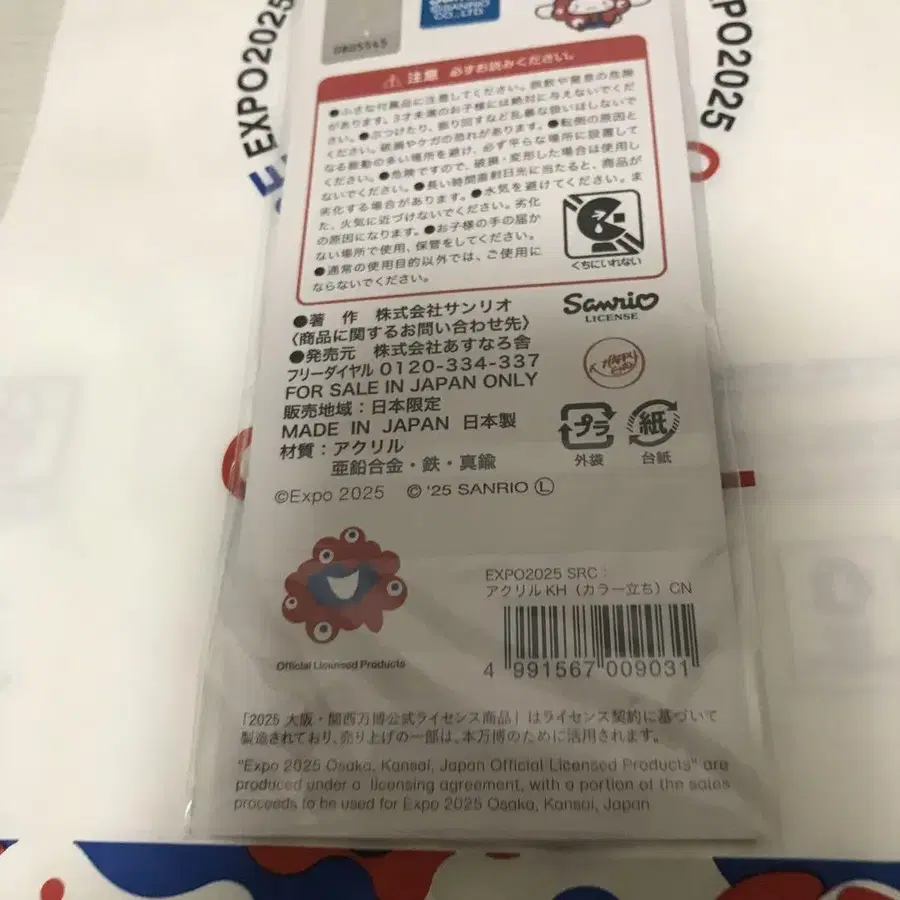 EXPO2025
EXPO2025
©SANRIO
CO.,LTD
注意 必ずお読みください。
●小さな付属品に注意してください。誤飲や窒息の危険
があります。3才未満のお子様には絶対に与えないでくだ
さい。●ぶつけたり、振り回すなど乱暴な扱いはしないで
ください。破損やケガの恐れがあります。●転倒の原因と
なる振動の多い場所を避け、必ず平らな場所に設置して
ください。●危険ですので、破損・変形した場合は使用し
ないでください。●長い時間直射日光に当たると、商品が
劣化する場合があります。●水気を避けてください。ま
た、火気に近づけないでください。劣化
の原因になります。●お子様の手の届か
ない場所で使用、保管をしてください。
●通常の使用目的以外では、ご使用に
ならないでください。
くちにいれない
●著 作 株式会社サンリオ
〈商品に関するお問い合わせ先〉
●発売元 株式会社あすなろ舎
フリーダイヤル 0120-334-337
FOR SALE IN JAPAN ONLY
販売地域：日本限定
MADE IN JAPAN 日本製
材質：アクリル
亜鉛合金・鉄・真鍮
Sanrio
LICENSE
プラ
外袋
紙
台紙
©Expo 2025 © '25 SANRIO Ⓛ
Official Licensed Products
EXPO2025 SRC：
アクリルKH（カラー立ち）CN
4 991567 009031
「2025 大阪・関西万博公式ライセンス商品」はライセンス契約に基づいて
製造されており、売り上げの一部は、本万博のために活用されます。
"Expo 2025 Osaka, Kansai, Japan Official Licensed Products" are
produced under a licensing agreement, with a portion of the sales
proceeds to be used for Expo 2025 Osaka, Kansai, Japan